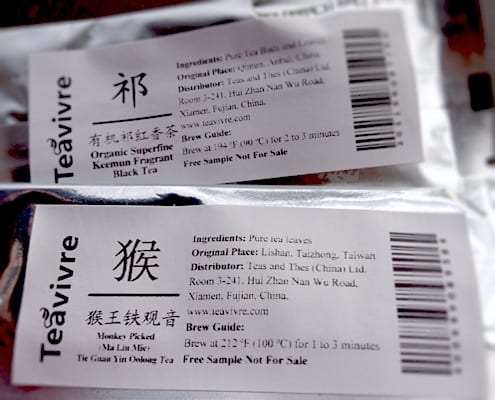 Teavivre
祁
有机祁红香茶
Organic Superfine
Keemun Fragrant
Black Tea
Ingredients: Pure Tea Buds and Leaves
Original Place: Qimen, Anhui, China
Distributor: Teas and Thes (China) Ltd.
Room 3-241, Hui Zhan Nan Wu Road,
Xiamen, Fujian, China.
www.teavivre.com
Brew Guide:
Brew at 194 °F (90 °C) for 2 to 3 minutes
Free Sample Not For Sale
Teavivre
猴
猴王铁观音
Monkey Picked
(Ma Liu Mie)
Tie Guan Yin Oolong Tea
Ingredients: Pure tea leaves
Original Place: Lishan, Taizhong, Taiwan
Distributor: Teas and Thes (China) Ltd.
Room 3-241, Hui Zhan Nan Wu Road,
Xiamen, Fujian, China.
www.teavivre.com
Brew Guide:
Brew at 212 °F (100 °C) for 1 to 3 minutes
Free Sample Not For Sale